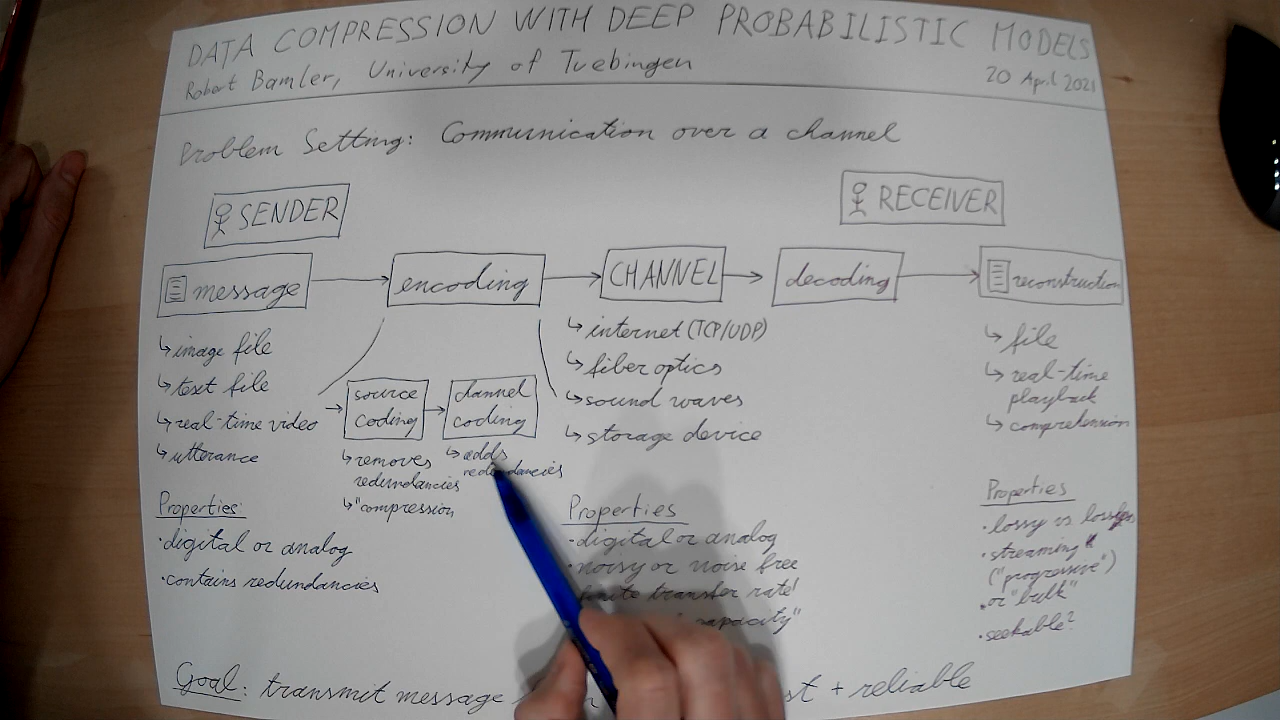 DATA COMPRESSION WITH DEEP PROBABILISTIC MODELS
Robert Bamler, University of Tuebingen
20 April 2021
Problem Setting: Communication over a channel
SENDER
RECEIVER
message
encoding
CHANNEL
decoding
reconstruction
↳ image file
↳ text file
↳ real-time video
↳ utterance
source
coding
channel
coding
↳ removes
redundancies
↳ "compression
↳ adds
redundancies
↳ internet (TCP/UDP)
↳ fiber optics
↳ sound waves
↳ storage device
↳ file
↳ real-time
playback
↳ comprehension
Properties:
· digital or analog
· contains redundancies
Properties
· digital or analog
· noisy or noise free
finite transfer rate
capacity"
Properties
· lossy vs. lossless
· streaming"
("progressive")
· or "bulk"
· seekable?
Goal: transmit message + reliable